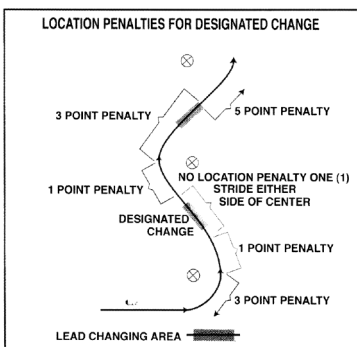 LOCATION PENALTIES FOR DESIGNATED CHANGE
3 POINT PENALTY
5 POINT PENALTY
NO LOCATION PENALTY ONE (1)
STRIDE EITHER
SIDE OF CENTER
1 POINT PENALTY
DESIGNATED
CHANGE
1 POINT PENALTY
3 POINT PENALTY
LEAD CHANGING AREA